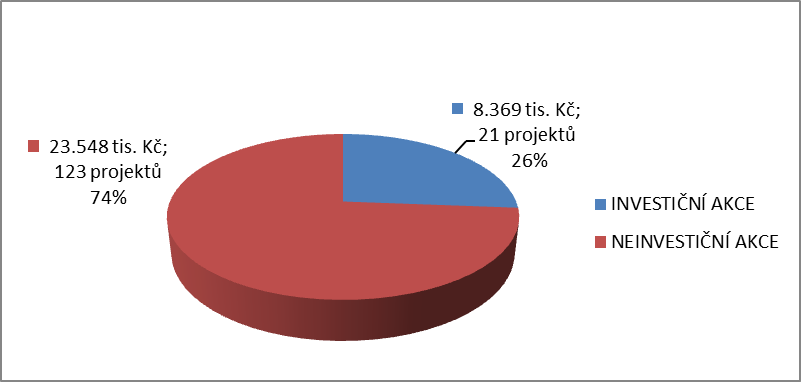 8.369 tis. Kč;
21 projektů
26%
23.548 tis. Kč;
123 projektů
74%
INVESTIČNÍ AKCE
NEINVESTIČNÍ AKCE